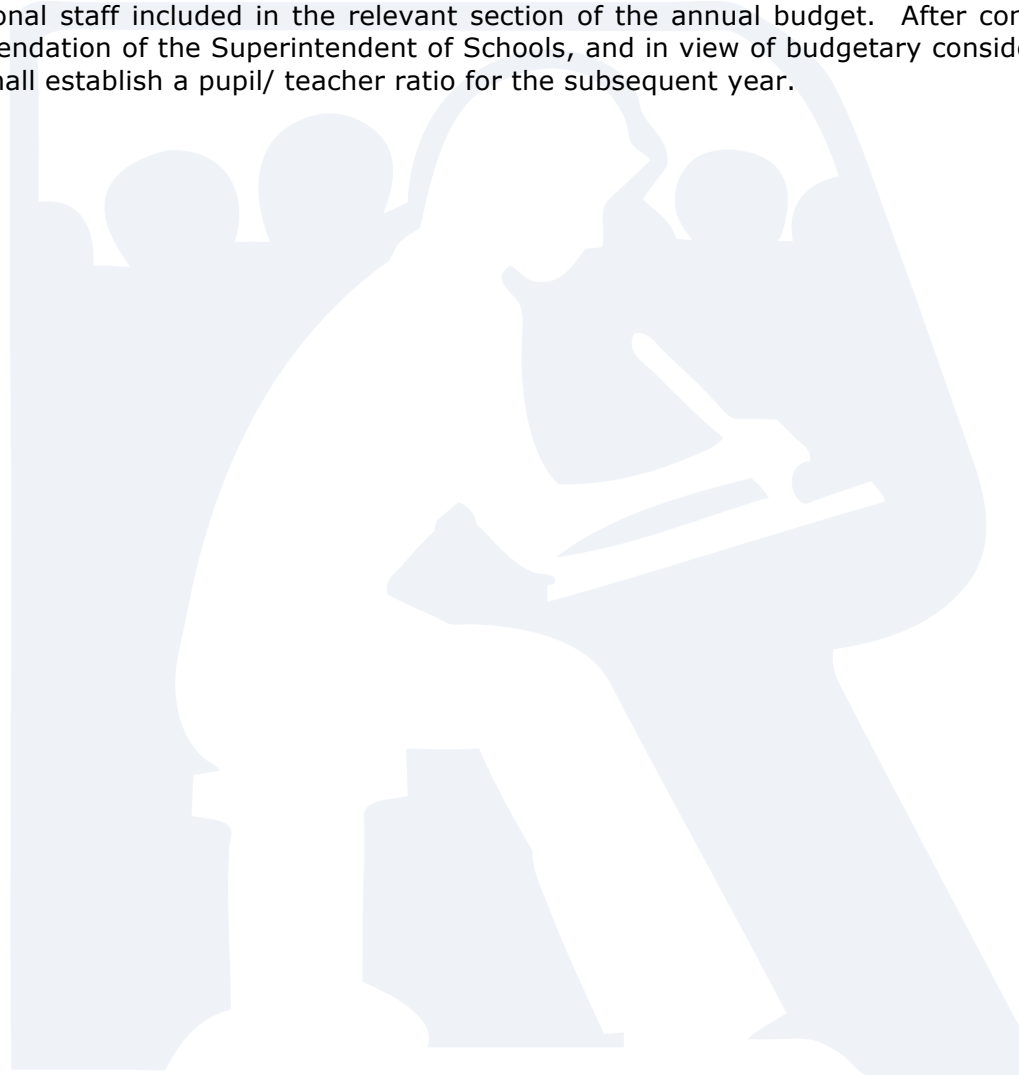 onal staff included in the relevant section of the annual budget. After con
endation of the Superintendent of Schools, and in view of budgetary conside
hall establish a pupil/ teacher ratio for the subsequent year.